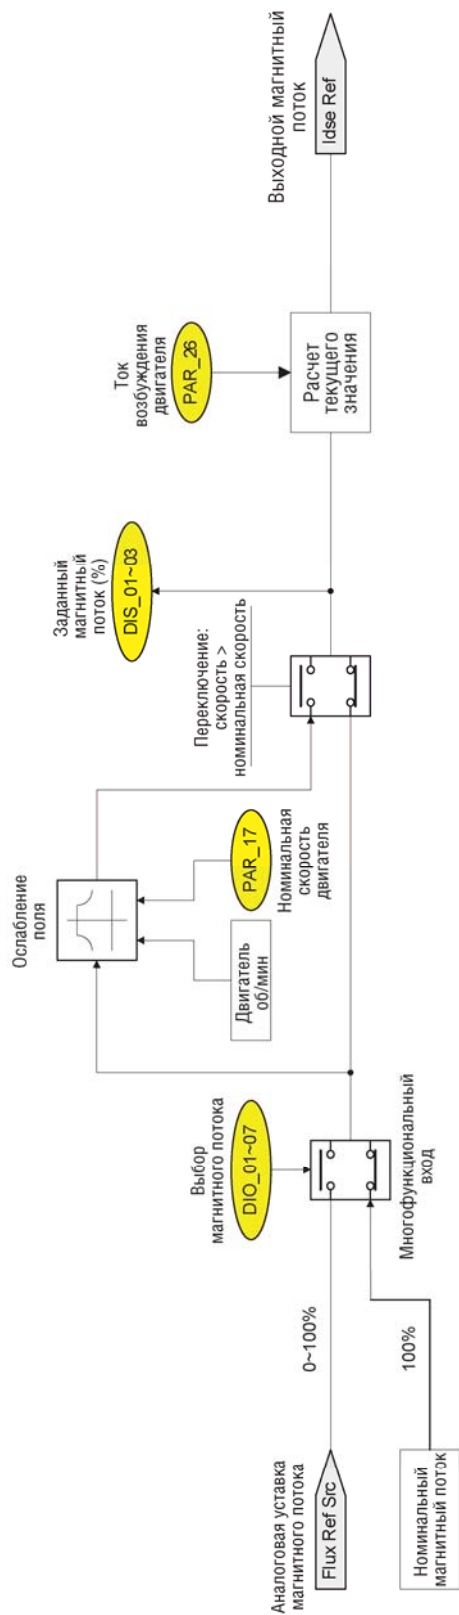 Аналоговая уставка
магнитного потока
Flux Ref Src
0~100%
Номинальный
магнитный поток
100%
Выбор
магнитного потока
DIO_01~07
Многофункциональный
вход
Ослабление
поля
Двигатель
об/мин
PAR_17
Номинальная
скорость
двигателя
Переключение:
скорость >
номинальная скорость
Заданный
магнитный
поток (%)
DIS_01~03
Ток
возбуждения
двигателя
PAR_26
Расчет
текущего
значения
Выходной магнитный
поток
Idse Ref